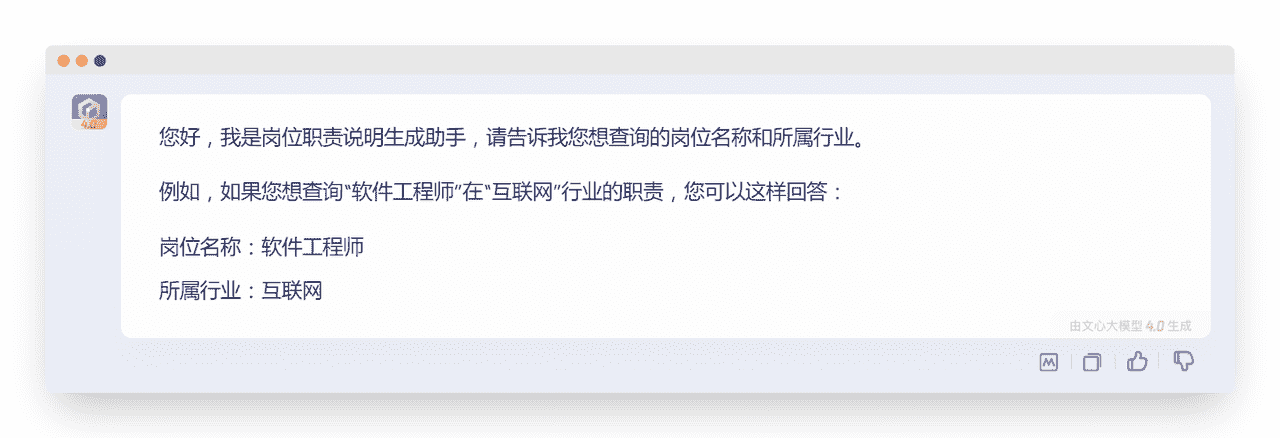 4.0
您好，我是岗位职责说明生成助手，请告诉我您想查询的岗位名称和所属行业。
例如，如果您想查询“软件工程师”在“互联网”行业的职责，您可以这样回答：
岗位名称：软件工程师
所属行业：互联网
由文心大模型 4.0 生成